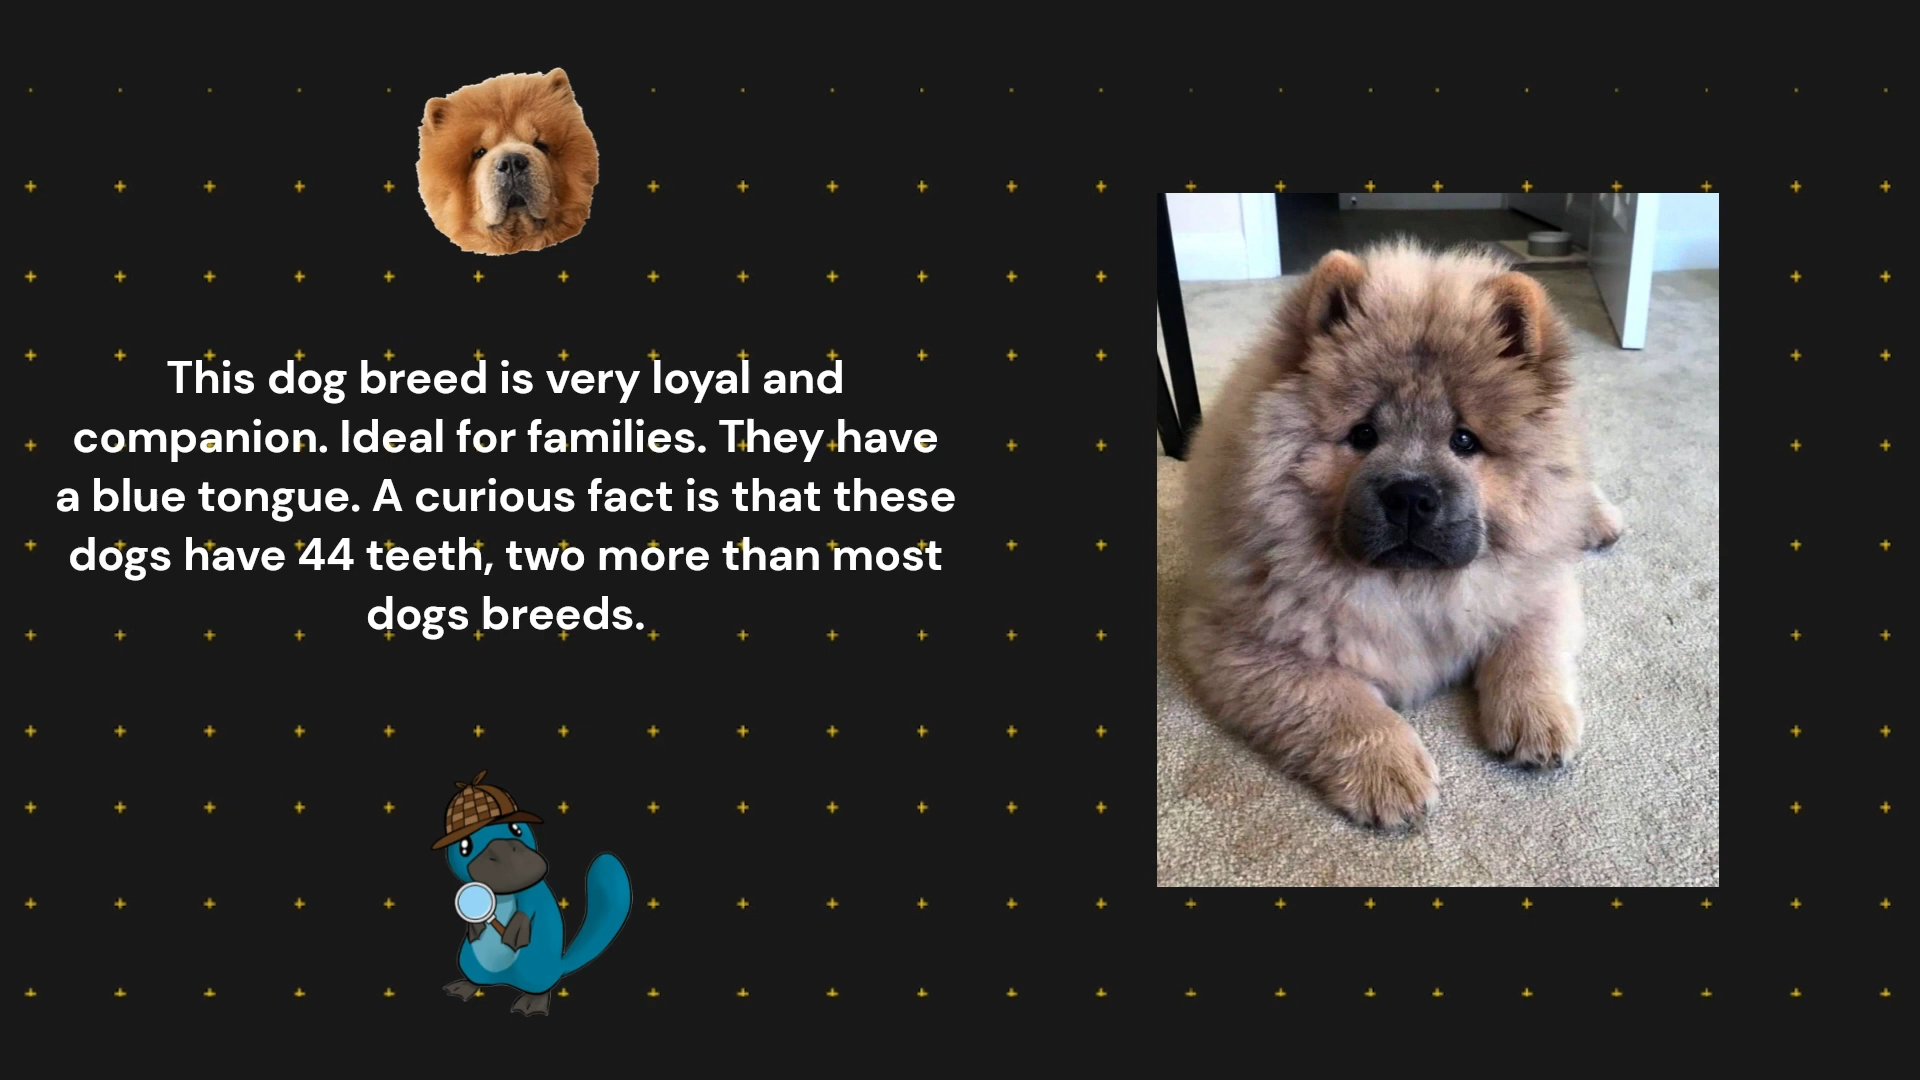 This dog breed is very loyal and
companion. Ideal for families. They have
a blue tongue. A curious fact is that these
dogs have 44 teeth, two more than most
dogs breeds.